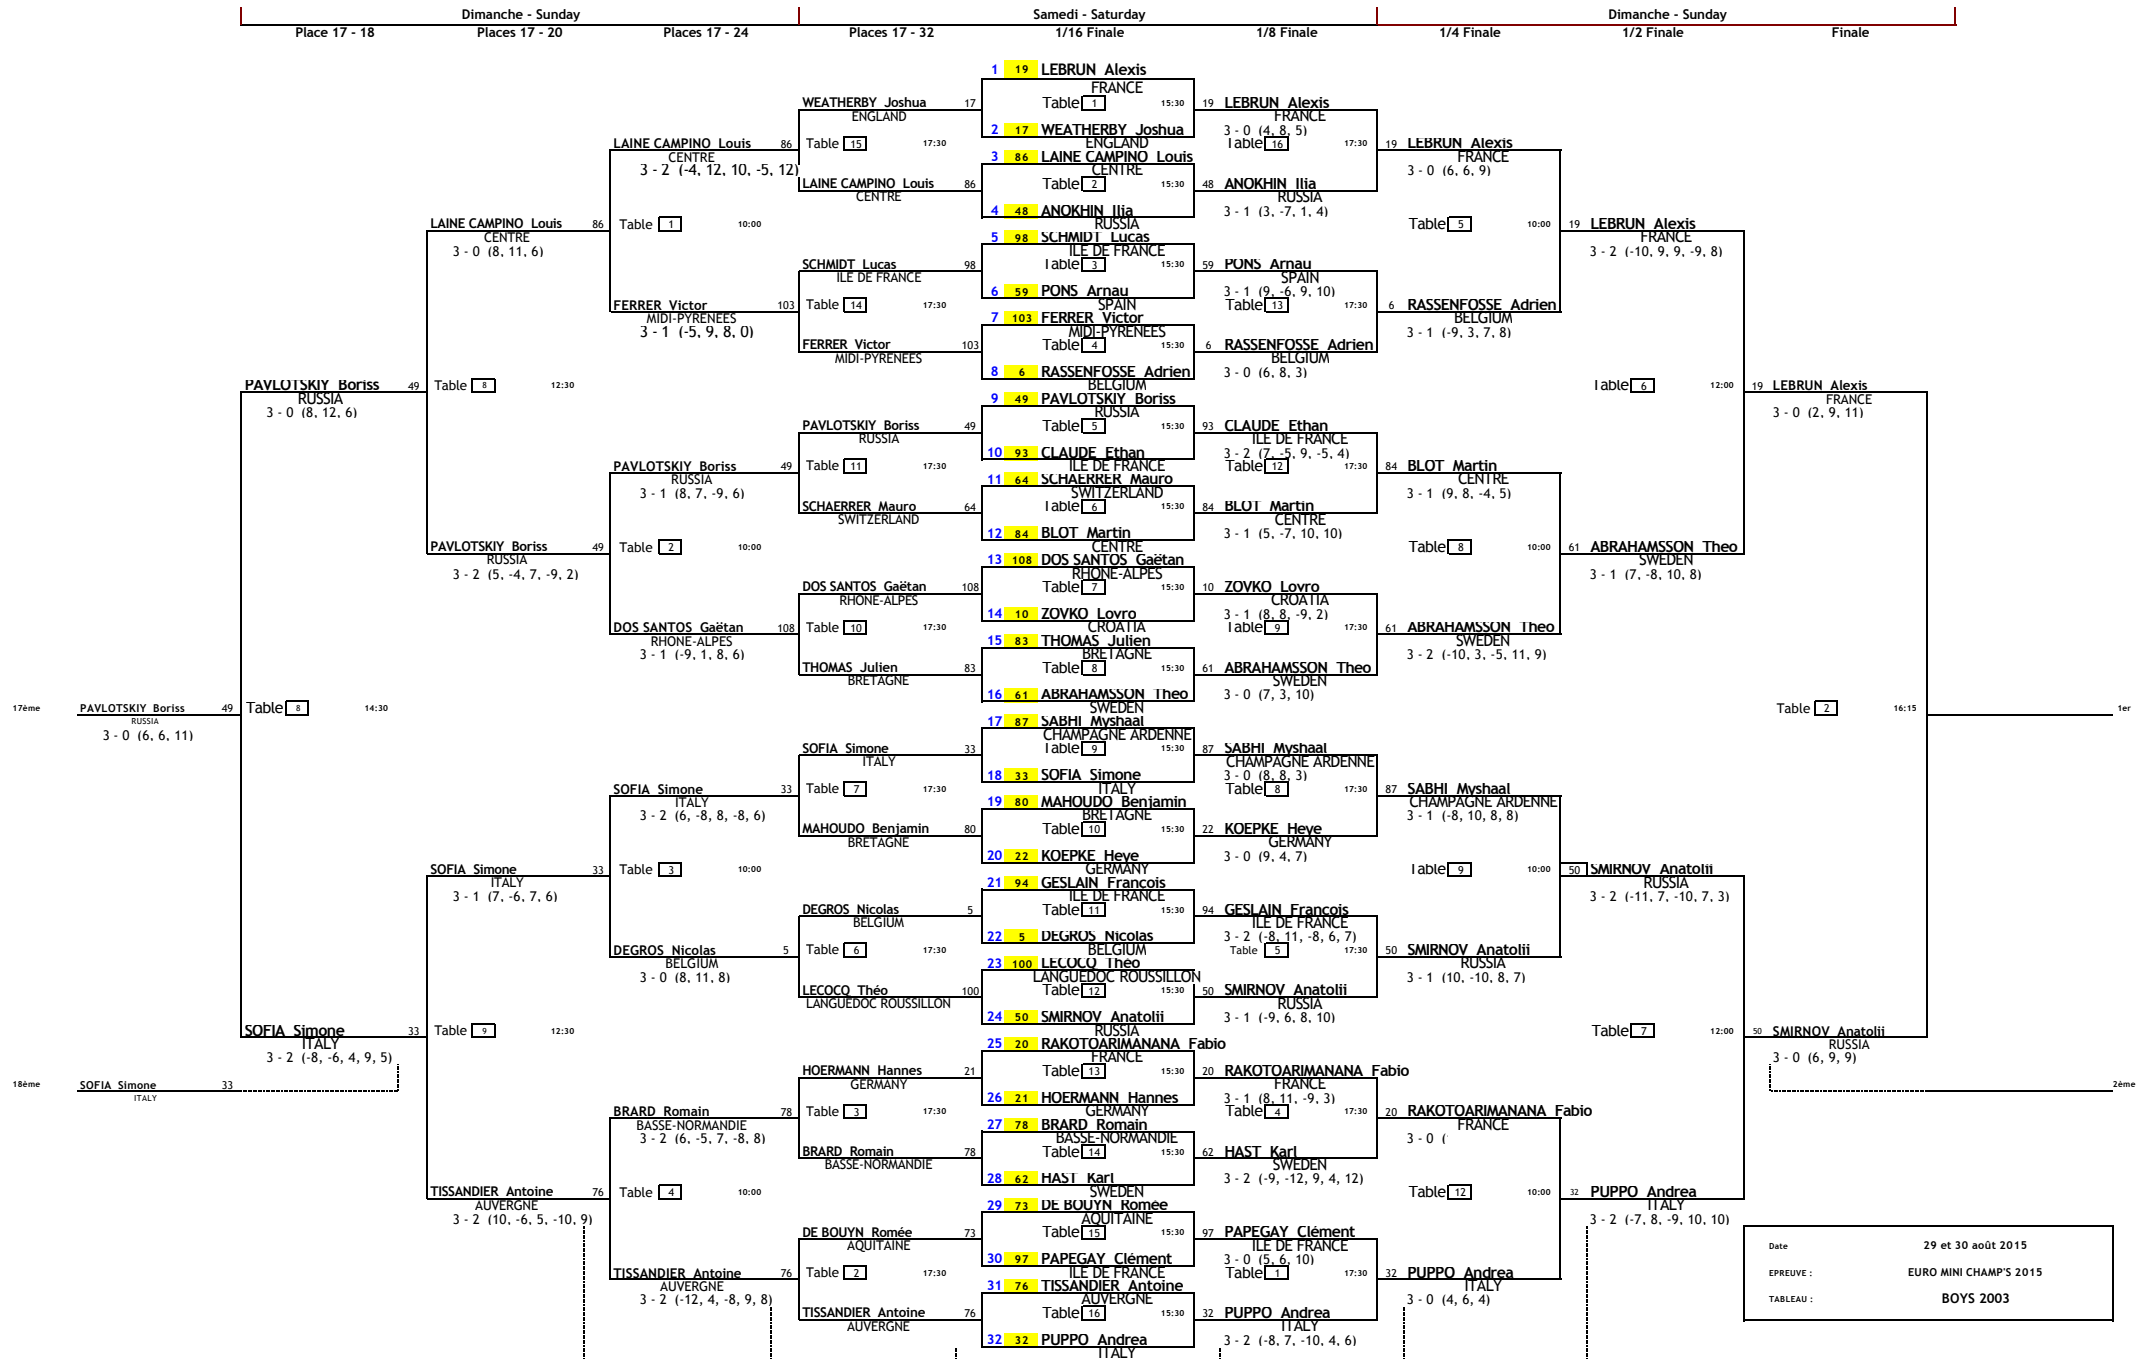 Dimanche - Sunday Samedi - Saturday Dimanche - Sunday
Place 17 - 18 Places 17 - 20 Places 17 - 24 Places 17 - 32 1/16 Finale 1/8 Finale 1/4 Finale 1/2 Finale Finale
1 19 LEBRUN Alexis
FRANCE
WEATHERBY Joshua 17 Table 1 15:30 19 LEBRUN Alexis
ENGLAND FRANCE
2 17 WEATHERBY Joshua 3 - 0 (4, 8, 5)
LAINE CAMPINO Louis 86 Table 15 17:30 ENGLAND Table 16 17:30 19 LEBRUN Alexis
CENTRE 3 86 LAINE CAMPINO Louis FRANCE
3 - 2 (-4, 12, 10, -5, 12) CENTRE 3 - 0 (6, 6, 9)
LAINE CAMPINO Louis 86 Table 2 15:30 48 ANOKHIN Ilia
CENTRE RUSSIA
4 48 ANOKHIN Ilia 3 - 1 (3, -7, 1, 4)
LAINE CAMPINO Louis 86 Table 1 10:00 RUSSIA Table 5 10:00 19 LEBRUN Alexis
CENTRE 5 98 SCHMIDT Lucas FRANCE
3 - 0 (8, 11, 6) ILE DE FRANCE 3 - 2 (-10, 9, 9, -9, 8)
SCHMIDT Lucas 98 Table 3 15:30 59 PONS Arnau
ILE DE FRANCE SPAIN
6 59 PONS Arnau 3 - 1 (9, -6, 9, 10)
FERRER Victor 103 Table 14 17:30 SPAIN Table 13 17:30 6 RASSENFOSSE Adrien
MIDI-PYRENEES 7 103 FERRER Victor BELGIUM
3 - 1 (-5, 9, 8, 0) MIDI-PYRENEES 3 - 1 (-9, 3, 7, 8)
FERRER Victor 103 Table 4 15:30 6 RASSENFOSSE Adrien
MIDI-PYRENEES BELGIUM
8 6 RASSENFOSSE Adrien 3 - 0 (6, 8, 3)
PAVLOTSKIY Boriss 49 Table 8 12:30 BELGIUM Table 6 12:00 19 LEBRUN Alexis
RUSSIA 9 49 PAVLOTSKIY Boriss FRANCE
3 - 0 (8, 12, 6) RUSSIA 3 - 0 (2, 9, 11)
PAVLOTSKIY Boriss 49 Table 5 15:30 93 CLAUDE Ethan
RUSSIA ILE DE FRANCE
10 93 CLAUDE Ethan 3 - 2 (7, -5, 9, -5, 4)
PAVLOTSKIY Boriss 49 Table 11 17:30 ILE DE FRANCE Table 12 17:30 84 BLOT Martin
RUSSIA 11 64 SCHAERRER Mauro CENTRE
3 - 1 (8, 7, -9, 6) SWITZERLAND 3 - 1 (9, 8, -4, 5)
SCHAERRER Mauro 64 Table 6 15:30 84 BLOT Martin
SWITZERLAND CENTRE
12 84 BLOT Martin 3 - 1 (5, -7, 10, 10)
PAVLOTSKIY Boriss 49 Table 2 10:00 CENTRE Table 8 10:00 61 ABRAHAMSSON Theo
RUSSIA 13 108 DOS SANTOS Gaëtan SWEDEN
3 - 2 (5, -4, 7, -9, 2) RHONE-ALPES 3 - 1 (7, -8, 10, 8)
DOS SANTOS Gaëtan 108 Table 7 15:30 10 ZOVKO Lovro
RHONE-ALPES CROATIA
14 10 ZOVKO Lovro 3 - 1 (8, 8, -9, 2)
DOS SANTOS Gaëtan 108 Table 10 17:30 CROATIA Table 9 17:30 61 ABRAHAMSSON Theo
RHONE-ALPES 15 83 THOMAS Julien SWEDEN
3 - 1 (-9, 1, 8, 6) BRETAGNE 3 - 2 (-10, 3, -5, 11, 9)
THOMAS Julien 83 Table 8 15:30 61 ABRAHAMSSON Theo
BRETAGNE SWEDEN
16 61 ABRAHAMSSON Theo 3 - 0 (7, 3, 10)
17ème PAVLOTSKIY Boriss 49 Table 8 14:30 SWEDEN Table 2 16:15 1er
RUSSIA 17 87 SABHI Myshaal
3 - 0 (6, 6, 11) CHAMPAGNE ARDENNE
SOFIA Simone 33 Table 9 15:30 87 SABHI Myshaal
ITALY CHAMPAGNE ARDENNE
18 33 SOFIA Simone 3 - 0 (8, 8, 3)
SOFIA Simone 33 Table 7 17:30 ITALY Table 8 17:30 87 SABHI Myshaal
ITALY 19 80 MAHOUDO Benjamin CHAMPAGNE ARDENNE
3 - 2 (6, -8, 8, -8, 6) BRETAGNE 3 - 1 (-8, 10, 8, 8)
MAHOUDO Benjamin 80 Table 10 15:30 22 KOEPKE Heye
BRETAGNE GERMANY
20 22 KOEPKE Heye 3 - 0 (9, 4, 7)
SOFIA Simone 33 Table 3 10:00 GERMANY Table 9 10:00 50 SMIRNOV Anatolii
ITALY 21 94 GESLAIN François RUSSIA
3 - 1 (7, -6, 7, 6) ILE DE FRANCE 3 - 2 (-11, 7, -10, 7, 3)
DEGROS Nicolas 5 Table 11 15:30 94 GESLAIN François
BELGIUM ILE DE FRANCE
22 5 DEGROS Nicolas 3 - 2 (-8, 11, -8, 6, 7)
DEGROS Nicolas 5 Table 6 17:30 BELGIUM Table 5 17:30 50 SMIRNOV Anatolii
BELGIUM 23 100 LECOCQ Théo RUSSIA
3 - 0 (8, 11, 8) LANGUEDOC ROUSSILLON 3 - 1 (10, -10, 8, 7)
LECOCQ Théo 100 Table 12 15:30 50 SMIRNOV Anatolii
LANGUEDOC ROUSSILLON RUSSIA
24 50 SMIRNOV Anatolii 3 - 1 (-9, 6, 8, 10)
SOFIA Simone 33 Table 9 12:30 RUSSIA Table 7 12:00 50 SMIRNOV Anatolii
ITALY 25 20 RAKOTOARIMANANA Fabio RUSSIA
3 - 2 (-8, -6, 4, 9, 5) FRANCE 3 - 0 (6, 9, 9)
HOERMANN Hannes 21 Table 13 15:30 20 RAKOTOARIMANANA Fabio
18ème SOFIA Simone 33 GERMANY FRANCE 2ème
ITALY 26 21 HOERMANN Hannes 3 - 1 (8, 11, -9, 3)
BRARD Romain 78 Table 3 17:30 GERMANY Table 4 17:30 20 RAKOTOARIMANANA Fabio
BASSE-NORMANDIE 27 78 BRARD Romain FRANCE
3 - 2 (6, -5, 7, -8, 8) BASSE-NORMANDIE 3 - 0 (
BRARD Romain 78 Table 14 15:30 62 HAST Karl
BASSE-NORMANDIE SWEDEN
28 62 HAST Karl 3 - 2 (-9, -12, 9, 4, 12)
TISSANDIER Antoine 76 Table 4 10:00 SWEDEN Table 12 10:00 32 PUPPO Andrea
AUVERGNE 29 73 DE BOUYN Romée ITALY
3 - 2 (10, -6, 5, -10, 9) AQUITAINE 3 - 2 (-7, 8, -9, 10, 10)
DE BOUYN Romée 73 Table 15 15:30 97 PAPEGAY Clément
AQUITAINE ILE DE FRANCE Date 29 et 30 août 2015
30 97 PAPEGAY Clément 3 - 0 (5, 6, 10)
TISSANDIER Antoine 76 Table 2 17:30 ILE DE FRANCE Table 1 17:30 32 PUPPO Andrea EPREUVE : EURO MINI CHAMP'S 2015
AUVERGNE 31 76 TISSANDIER Antoine ITALY
3 - 2 (-12, 4, -8, 9, 8) AUVERGNE 3 - 0 (4, 6, 4) TABLEAU : BOYS 2003
TISSANDIER Antoine 76 Table 16 15:30 32 PUPPO Andrea
AUVERGNE ITALY
32 32 PUPPO Andrea 3 - 2 (-8, 7, -10, 4, 6)
ITALY